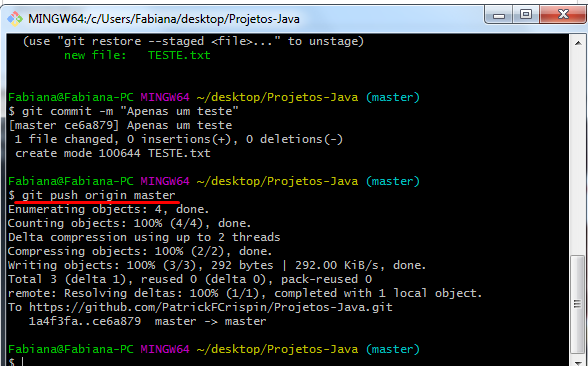 MINGW64:/c/Users/Fabiana/desktop/Projetos-Java
(use "git restore --staged <file>..." to unstage)
new file:   TESTE.txt
Fabiana@Fabiana-PC MINGW64 ~/desktop/Projetos-Java (master)
$ git commit -m "Apenas um teste"
[master ce6a879] Apenas um teste
1 file changed, 0 insertions(+), 0 deletions(-)
create mode 100644 TESTE.txt
Fabiana@Fabiana-PC MINGW64 ~/desktop/Projetos-Java (master)
$ git push origin master
Enumerating objects: 4, done.
Counting objects: 100% (4/4), done.
Delta compression using up to 2 threads
Compressing objects: 100% (2/2), done.
Writing objects: 100% (3/3), 292 bytes | 292.00 KiB/s, done.
Total 3 (delta 1), reused 0 (delta 0), pack-reused 0
remote: Resolving deltas: 100% (1/1), completed with 1 local object.
To https://github.com/PatrickFCrispin/Projetos-Java.git
1a4f3fa..ce6a879  master -> master
Fabiana@Fabiana-PC MINGW64 ~/desktop/Projetos-Java (master)
$